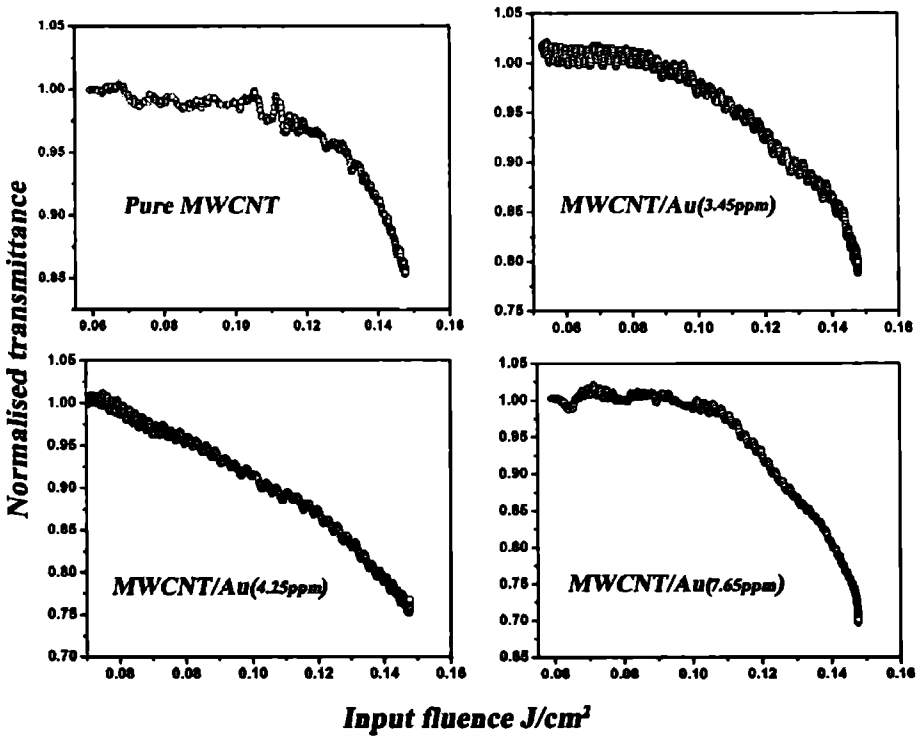 Normalised transmittance
1.05
1.00
0.95
0.90
0.85
Pure MWCNT
0.06 0.08 0.10 0.12 0.14 0.16
1.05
1.00
0.95
0.90
0.85
0.80
0.75
MWCNT/Au(3.45ppm)
0.06 0.08 0.10 0.12 0.14 0.16
1.05
1.00
0.95
0.90
0.85
0.80
0.75
0.70
MWCNT/Au(4.25ppm)
0.06 0.08 0.10 0.12 0.14 0.16
1.05
1.00
0.95
0.90
0.85
0.80
0.75
0.70
0.65
MWCNT/Au(7.65ppm)
0.06 0.08 0.10 0.12 0.14 0.16
Input fluence J/cm²